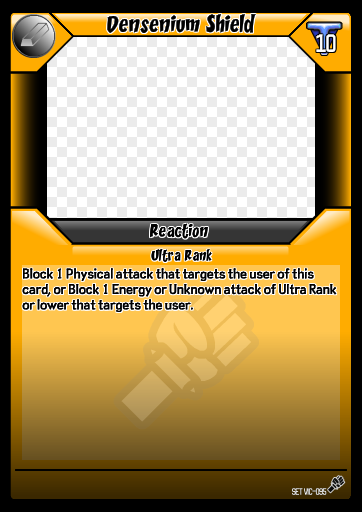 Densenium Shield
10
Reaction
Ultra Rank
Block 1 Physical attack that targets the user of this
card, or Block 1 Energy or Unknown attack of Ultra Rank
or lower that targets the user.
SET VIC-095